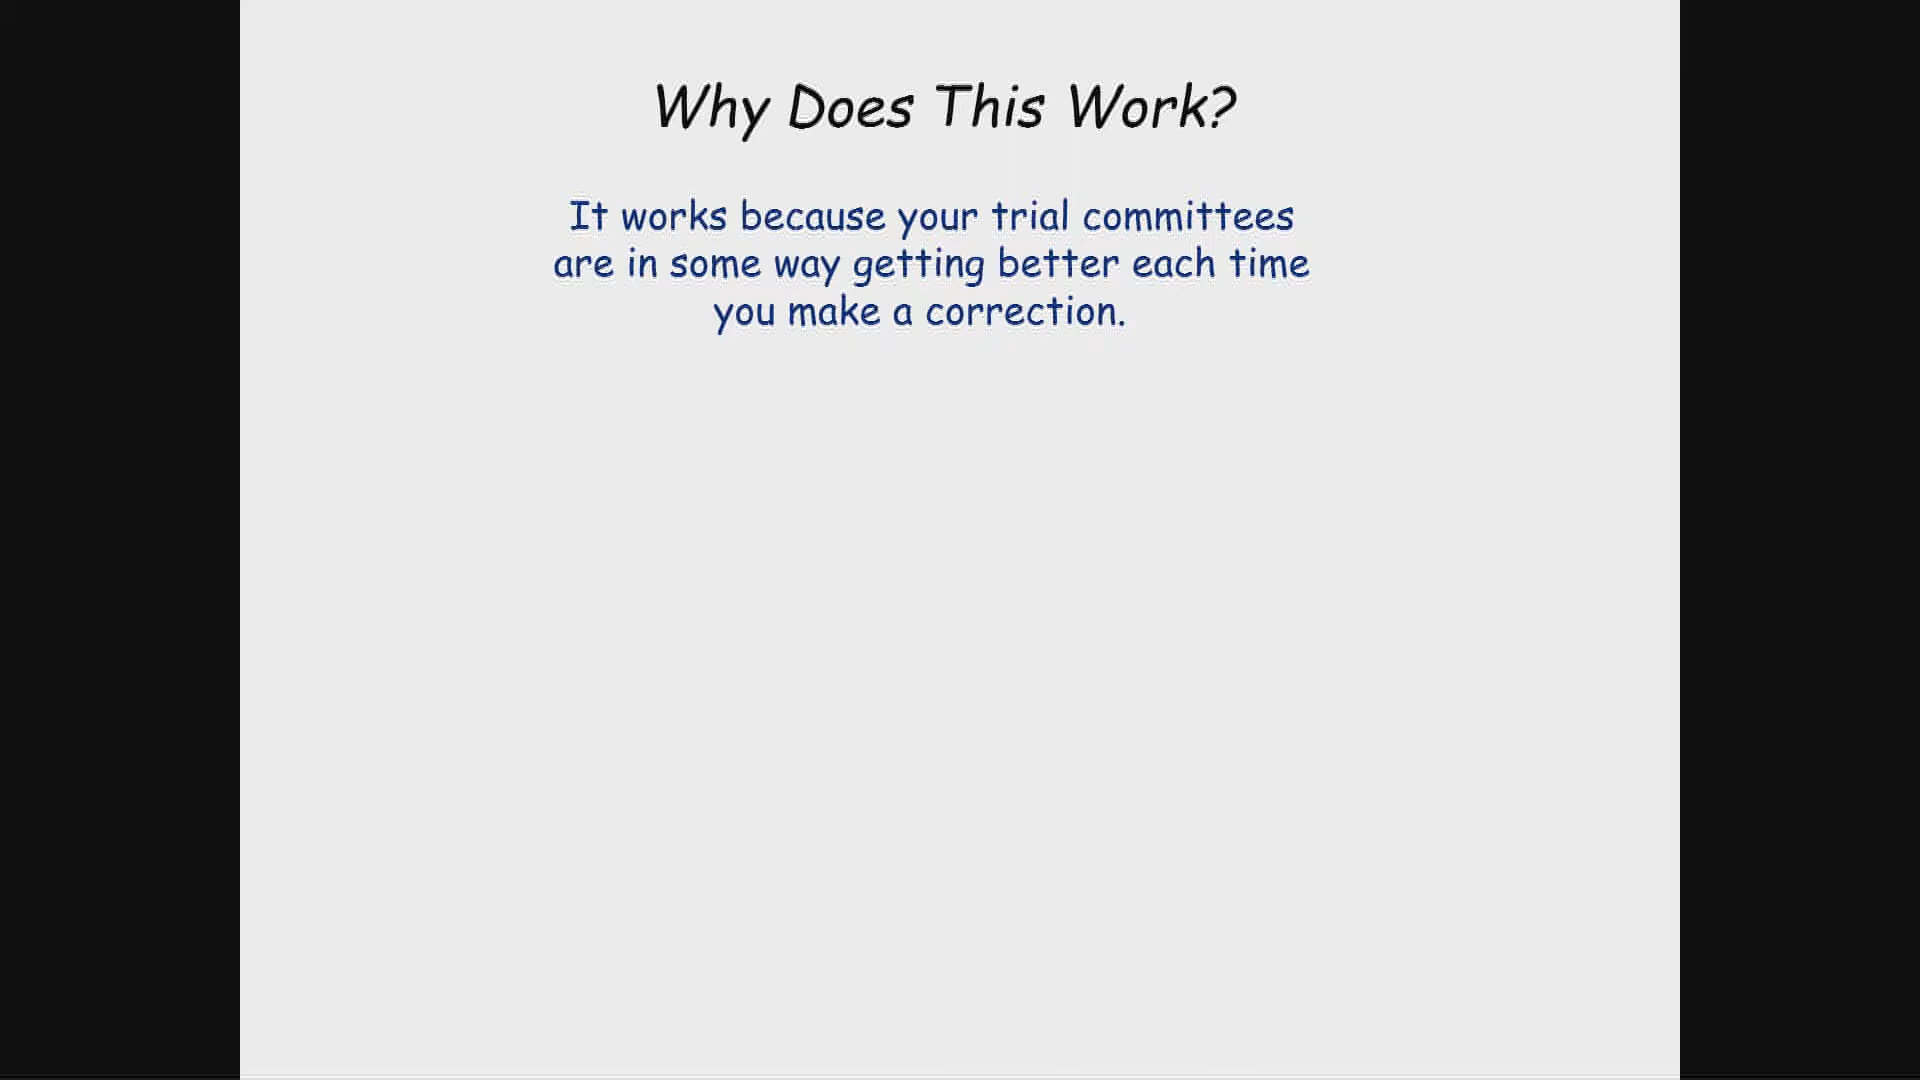 Why Does This Work?
It works because your trial committees
are in some way getting better each time
you make a correction.